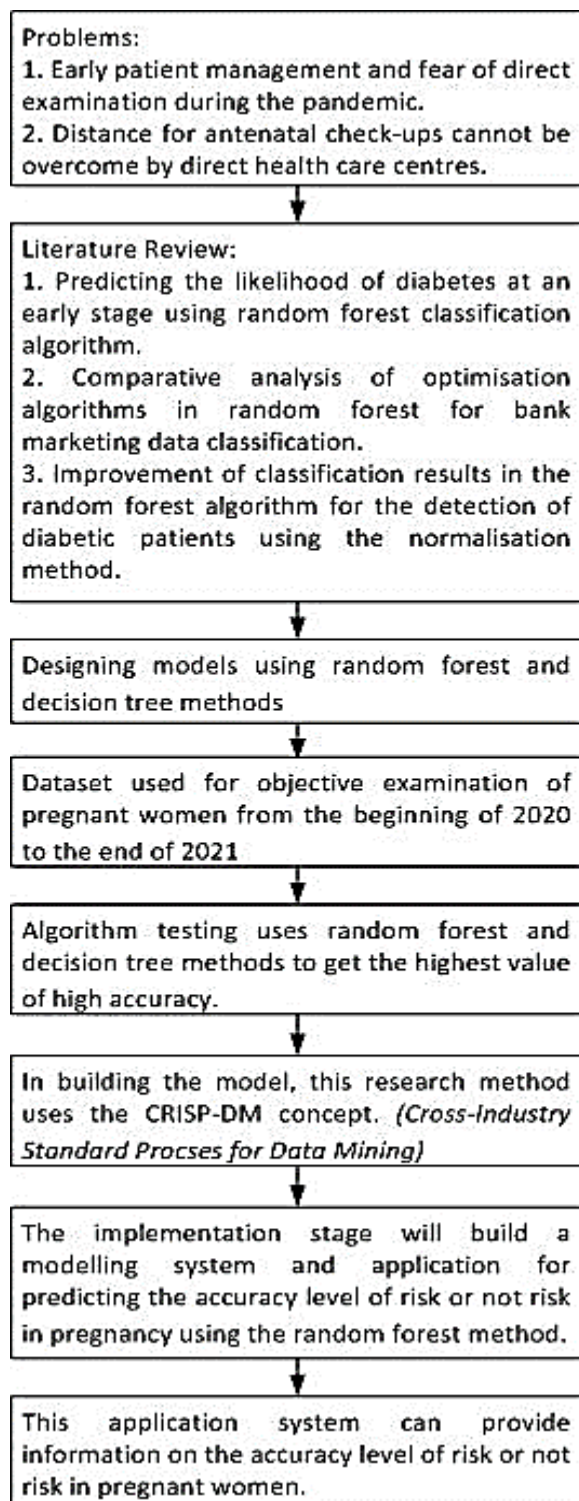 Problems:
1. Early patient management and fear of direct
examination during the pandemic.
2. Distance for antenatal check-ups cannot be
overcome by direct health care centres.
Literature Review:
1. Predicting the likelihood of diabetes at an
early stage using random forest classification
algorithm.
2. Comparative analysis of optimisation
algorithms in random forest for bank
marketing data classification.
3. Improvement of classification results in the
random forest algorithm for the detection of
diabetic patients using the normalisation
method.
Designing models using random forest and
decision tree methods
Dataset used for objective examination of
pregnant women from the beginning of 2020
to the end of 2021
Algorithm testing uses random forest and
decision tree methods to get the highest value
of high accuracy.
In building the model, this research method
uses the CRISP-DM concept. (Cross-Industry
Standard Procses for Data Mining)
The implementation stage will build a
modelling system and application for
predicting the accuracy level of risk or not risk
in pregnancy using the random forest method.
This application system can provide
information on the accuracy level of risk or not
risk in pregnant women.